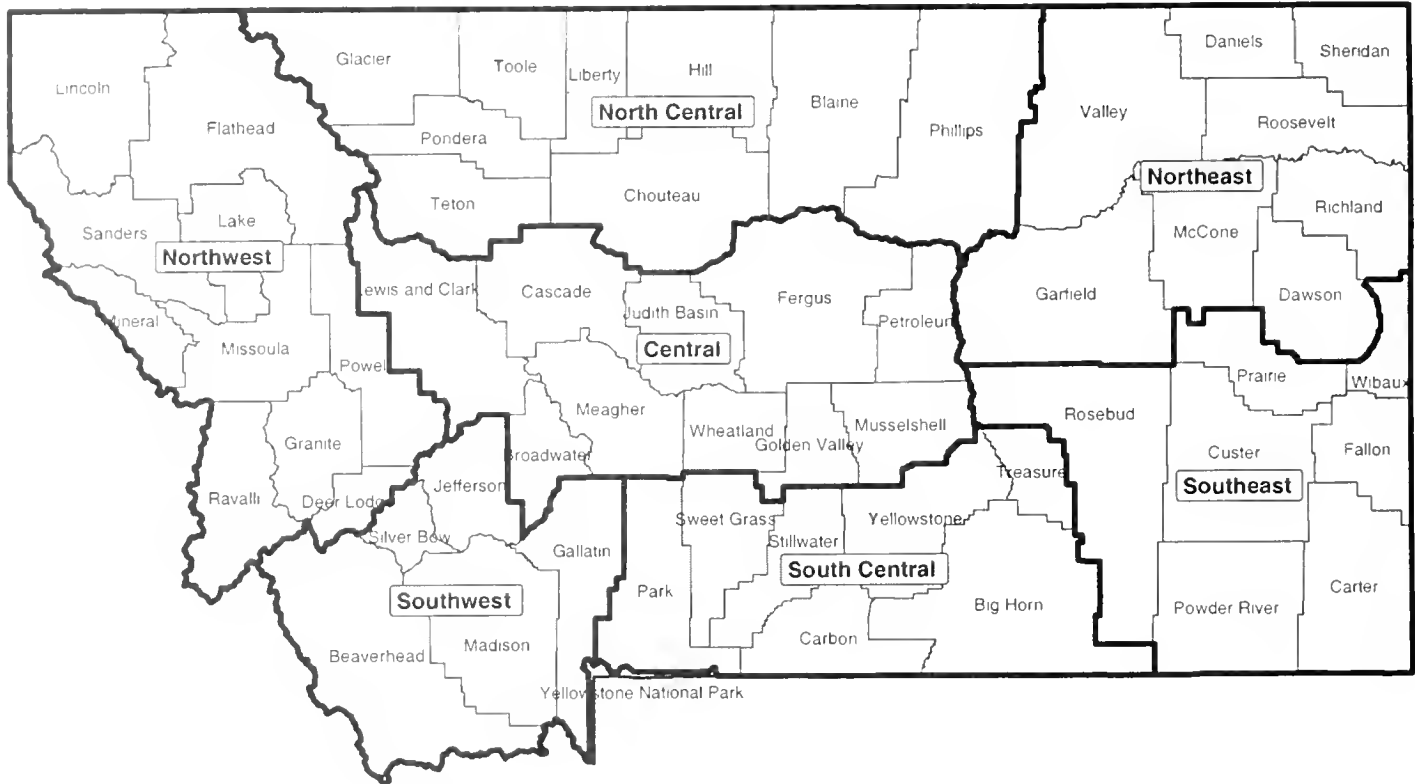 Daniels
Sheridan
Glacier
Toole
Liberty
Hill
Lincoln
Blaine
North Central
Valley
Flathead
Roosevelt
Phillips
Pondera
Northeast
Chouteau
Teton
Richland
Lake
Sanders
McCone
Northwest
Lewis and Clark
Cascade
Fergus
Garfield
Dawson
Judith Basin
Mineral
Petroleum
Missoula
Central
Powell
Prairie
Wibaux
Meagher
Rosebud
Musselshell
Wheatland
Golden Valley
Granite
Broadwater
Custer
Fallon
Treasure
Jefferson
Southeast
Ravalli
Deer Lodge
Sweet Grass
Yellowstone
Silver Bow
Stillwater
Gallatin
South Central
Carter
Park
Southwest
Big Horn
Powder River
Carbon
Madison
Beaverhead
Yellowstone National Park